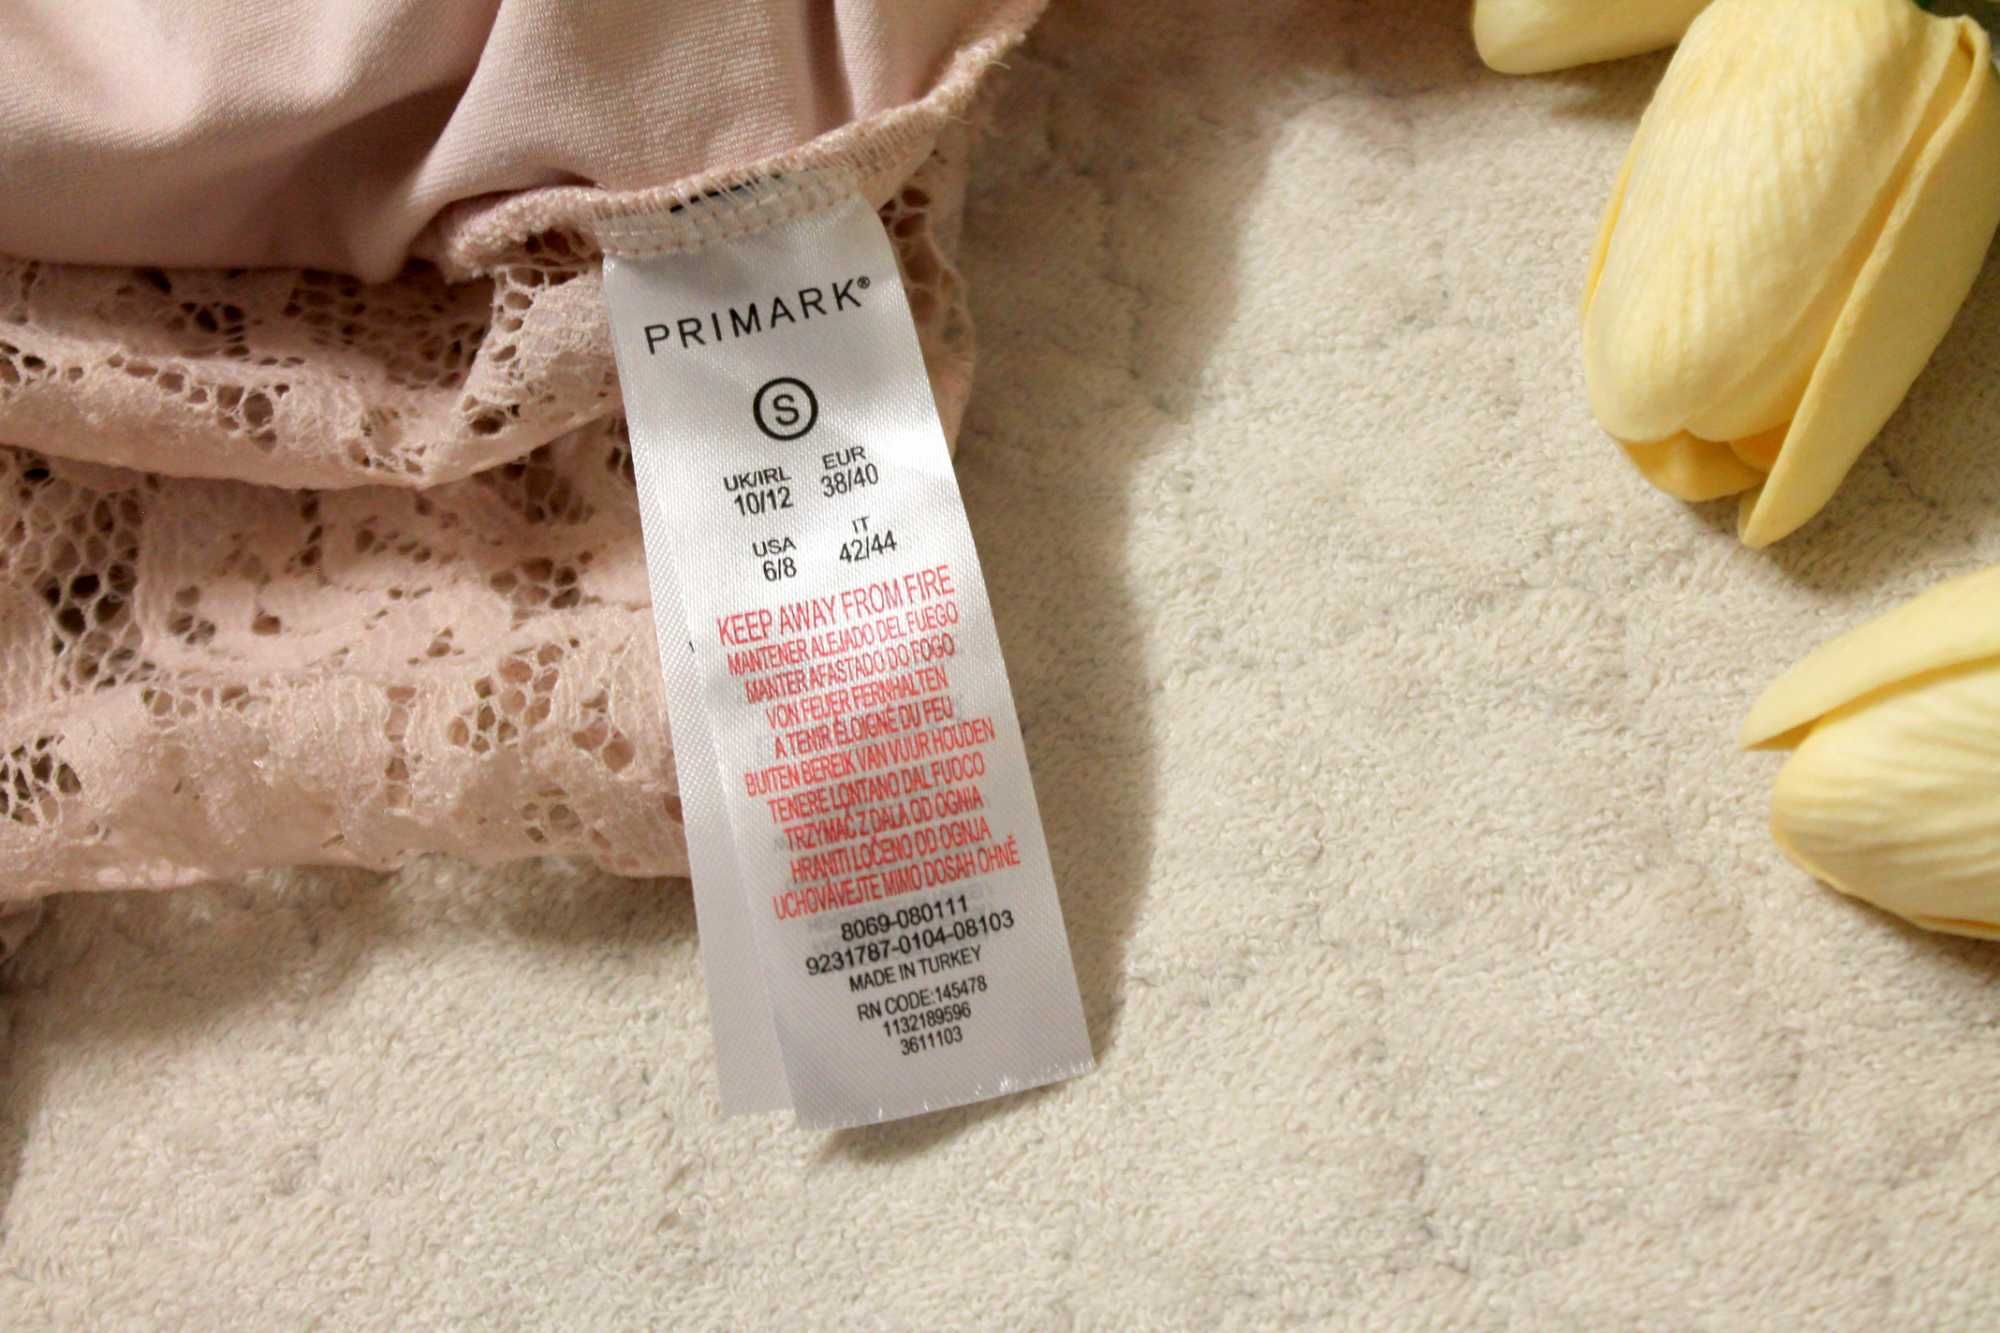 PRIMARK®
S
UK/IRL EUR
10/12 38/40
USA IT
6/8 42/44
KEEP AWAY FROM FIRE
MANTENER ALEJADO DEL FUEGO
MANTER AFASTADO DO FOGO
VON FEUER FERNHALTEN
A TENIR ÉLOIGNÉ DU FEU
BUITEN BEREIK VAN VUUR HOUDEN
TENERE LONTANO DAL FUOCO
TRZYMAĆ Z DALA OD OGNIA
HRANITI LOČENO OD OGNJA
UCHOVÁVEJTE MIMO DOSAH OHNĚ
8069-080111
9231787-0104-08103
MADE IN TURKEY
RN CODE:145478
1132189596
3611103